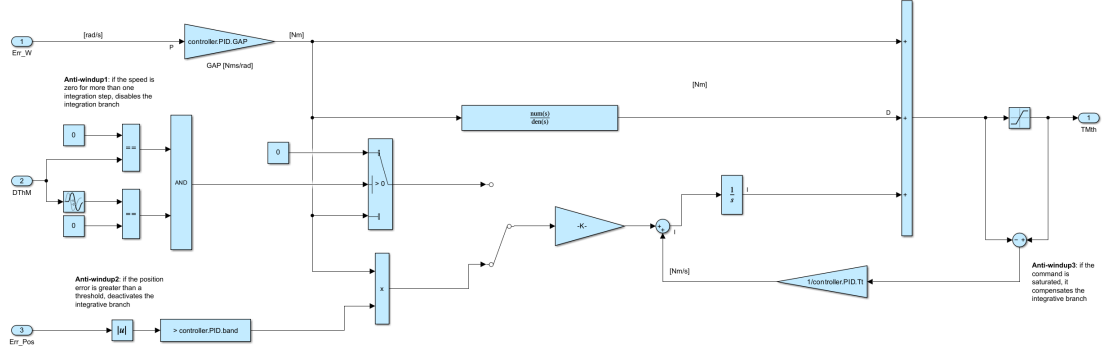 1
Err_W
[rad/s]
P
controller.PID.GAP
GAP [Nms/rad]
[Nm]
Anti-windup1: if the speed is
zero for more than one
integration step, disables the
integration branch
[Nm]
num(s)
den(s)
D
1
TMth
0
==
AND
0
> 0
2
DThM
0
==
1
s
I
-K-
+
+
I
+
+
+
- +
[Nm/s]
1/controller.PID.Tt
Anti-windup3: if the
command is
saturated, it
compensates the
integrative branch
Anti-windup2: if the position
error is greater than a
threshold, deactivates the
integrative branch
x
3
Err_Pos
|u|
> controller.PID.band